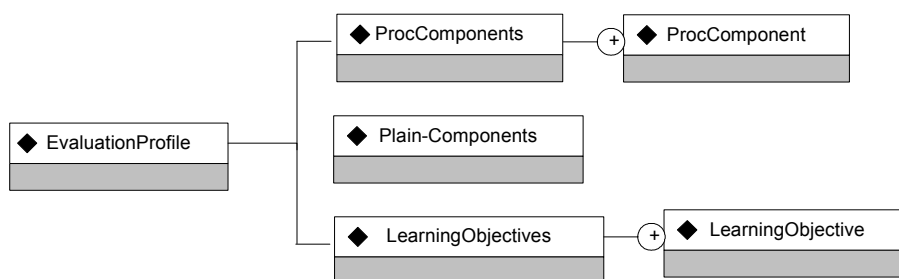 ProcComponents
+
ProcComponent
EvaluationProfile
Plain-Components
LearningObjectives
+
LearningObjective